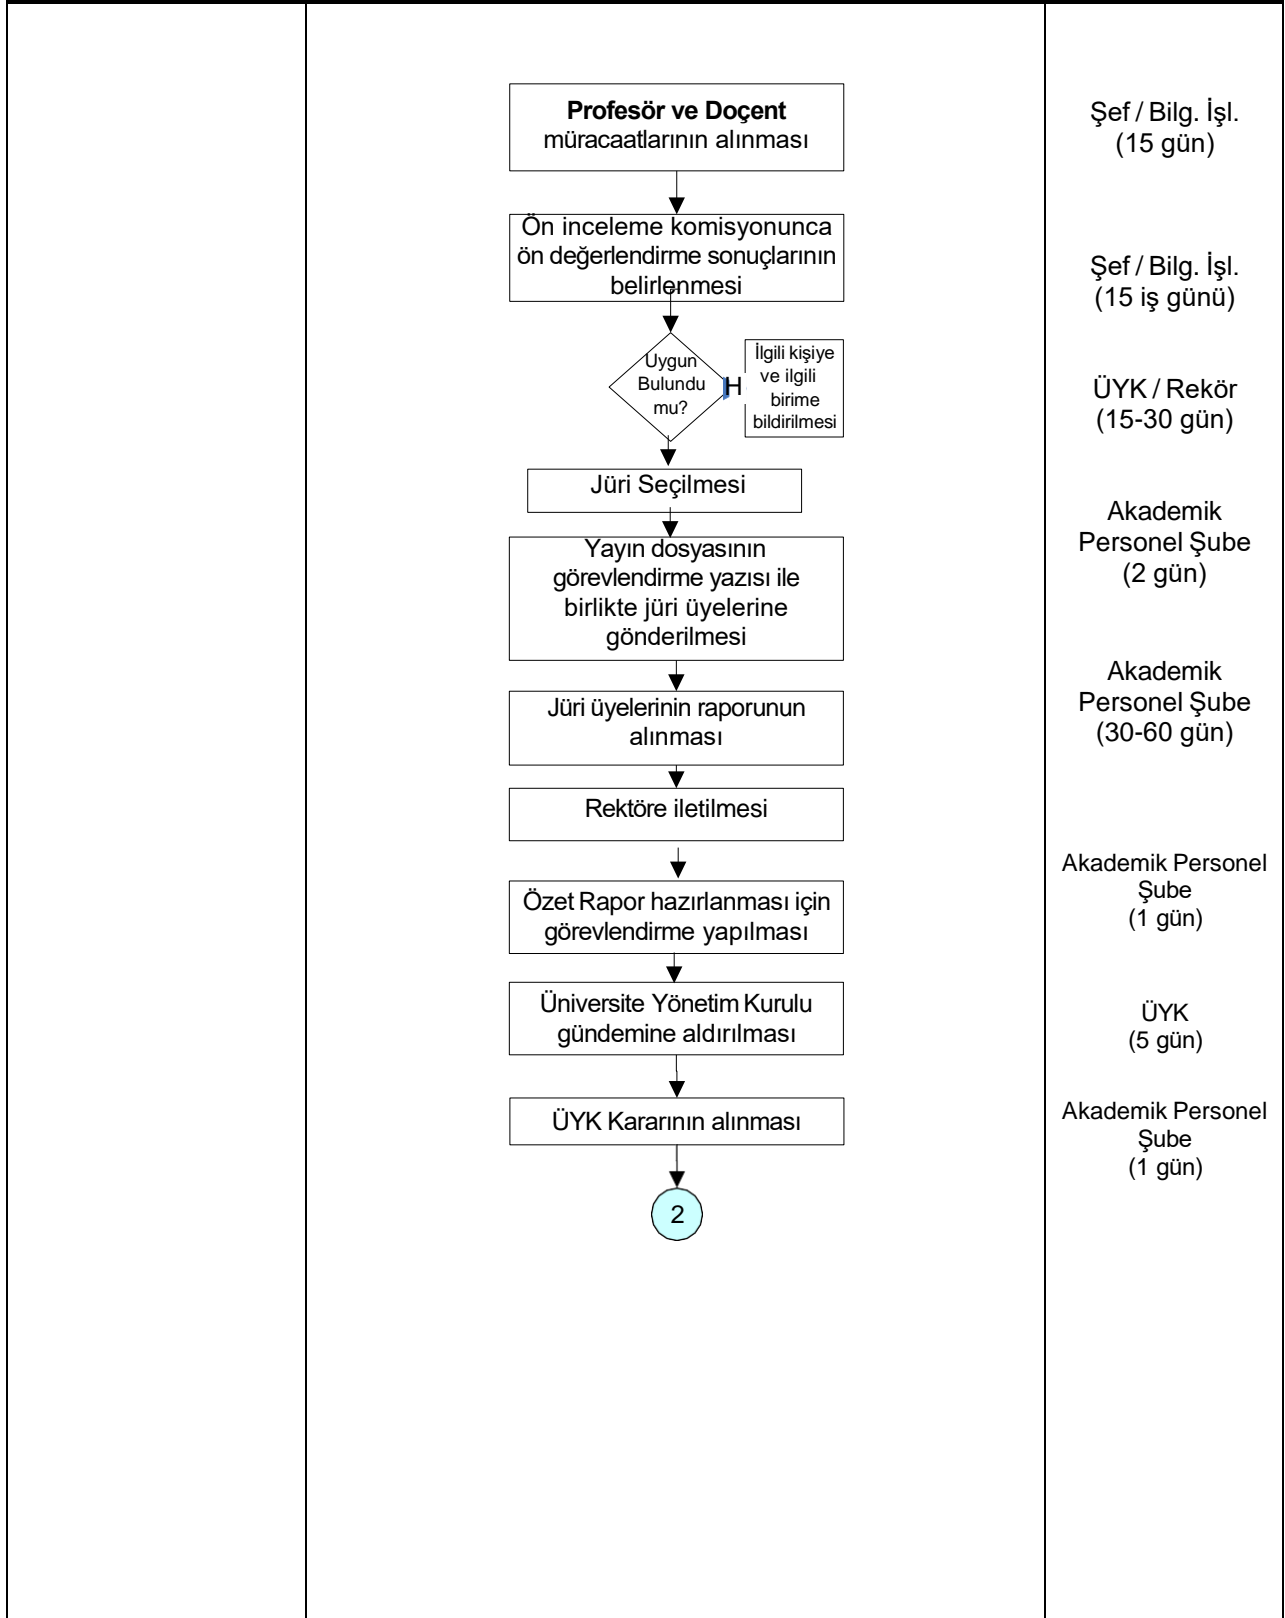 Profesör ve Doçent
müracaatlarının alınması
Şef / Bilg. İşl.
(15 gün)
Ön inceleme komisyonunca
ön değerlendirme sonuçlarının
belirlenmesi
Şef / Bilg. İşl.
(15 iş günü)
Uygun
Bulundu
mu?
H
İlgili kişiye
ve ilgili
birime
bildirilmesi
ÜYK / Rekör
(15-30 gün)
Jüri Seçilmesi
Akademik
Personel Şube
(2 gün)
Yayın dosyasının
görevlendirme yazısı ile
birlikte jüri üyelerine
gönderilmesi
Akademik
Personel Şube
(30-60 gün)
Jüri üyelerinin raporunun
alınması
Rektöre iletilmesi
Akademik Personel
Şube
(1 gün)
Özet Rapor hazırlanması için
görevlendirme yapılması
Üniversite Yönetim Kurulu
gündemine aldırılması
ÜYK
(5 gün)
ÜYK Kararının alınması
Akademik Personel
Şube
(1 gün)
2